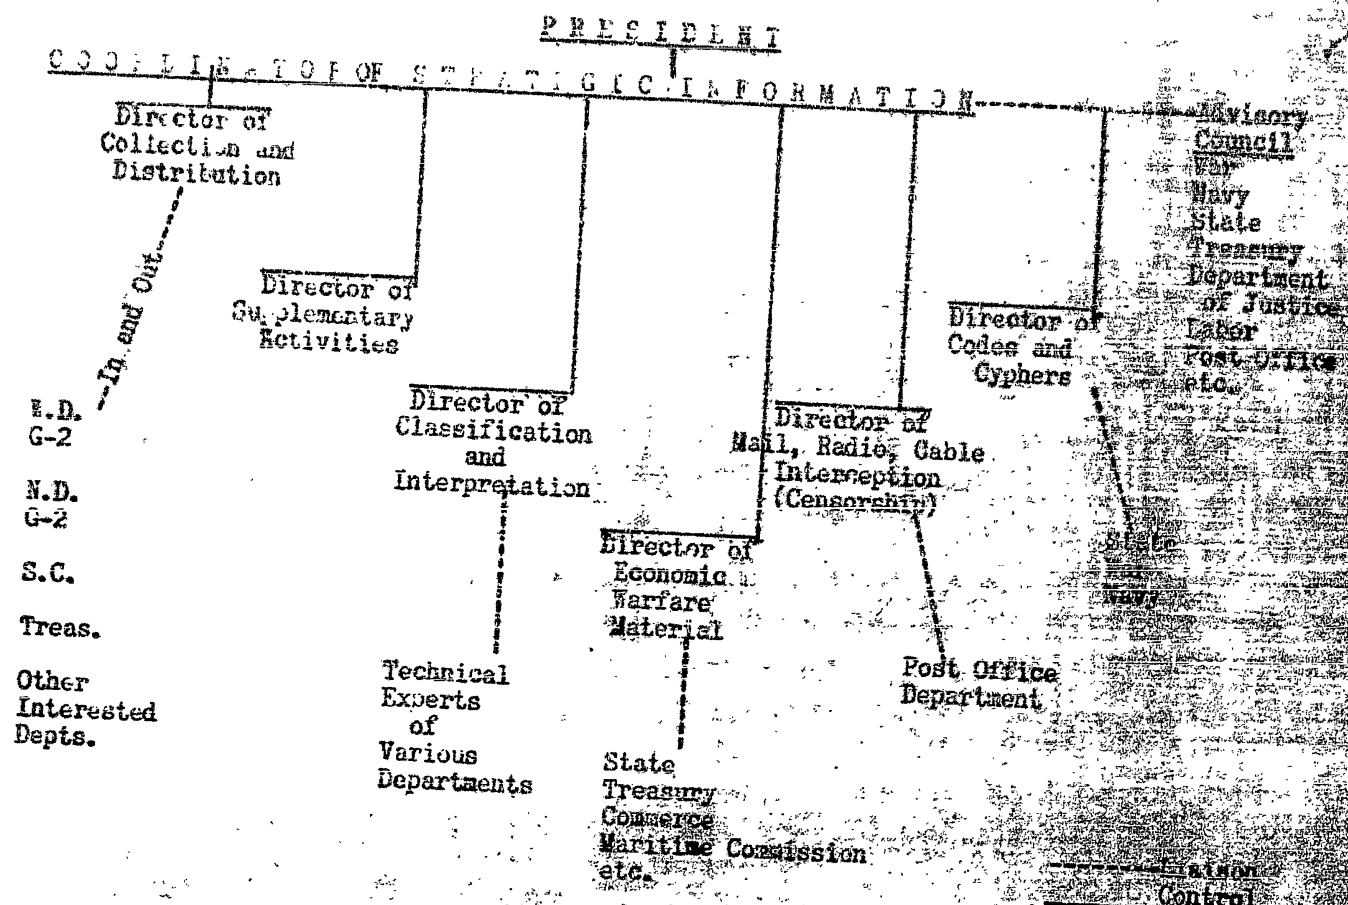 PRESIDENT
COORDINATOR OF STRATEGIC INFORMATION
Director of
Collection and
Distribution
--In and Out
W.D.
G-2
N.D.
G-2
S.C.
Treas.
Other
Interested
Depts.
Director of
Supplementary
Activities
Director of
Classification
and
Interpretation
Technical
Experts
of
Various
Departments
Director of
Economic
Warfare
Material
State
Treasury
Commerce
Maritime Commission
etc.
Director of
Mail, Radio, Cable
Interception
(Censorship)
Post Office
Department
Director of
Codes and
Cyphers
State
Navy
Advisory
Council
War
Navy
State
Treasury
Department
of Justice
Labor
Post Office
etc.
Liaison
Control